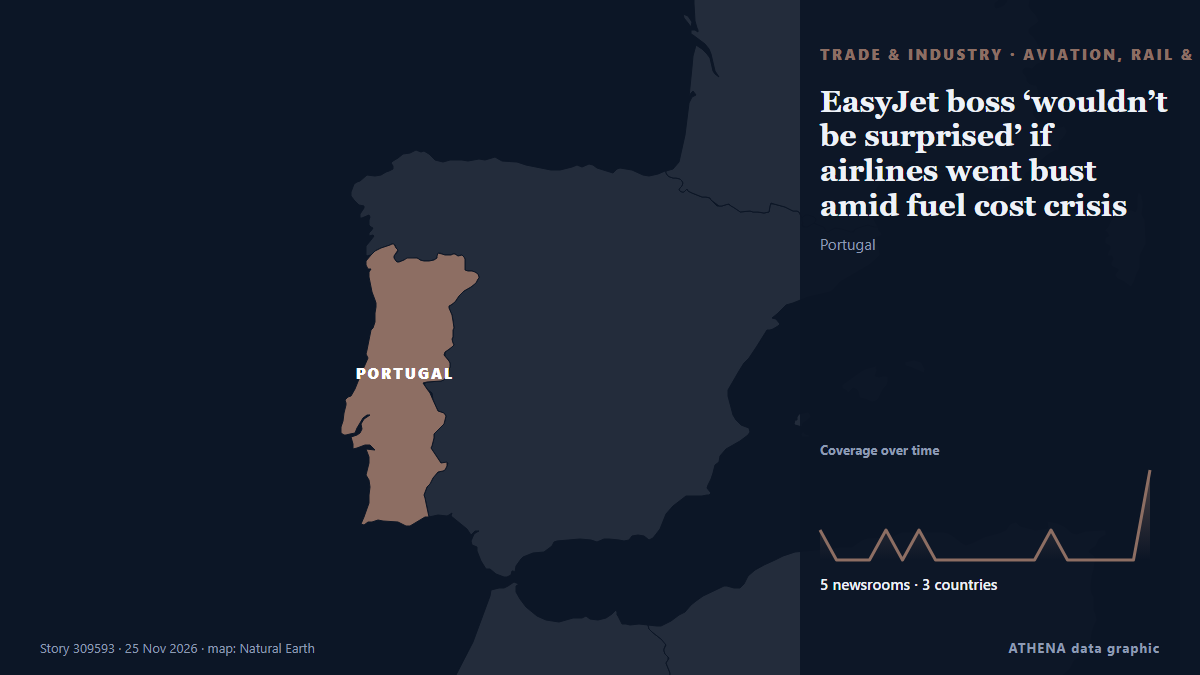 TRADE & INDUSTRY · AVIATION, RAIL &
EasyJet boss ‘wouldn’t
be surprised’ if
airlines went bust
amid fuel cost crisis
Portugal
PORTUGAL
Coverage over time
5 newsrooms · 3 countries
Story 309593 · 25 Nov 2026 · map: Natural Earth
ATHENA data graphic